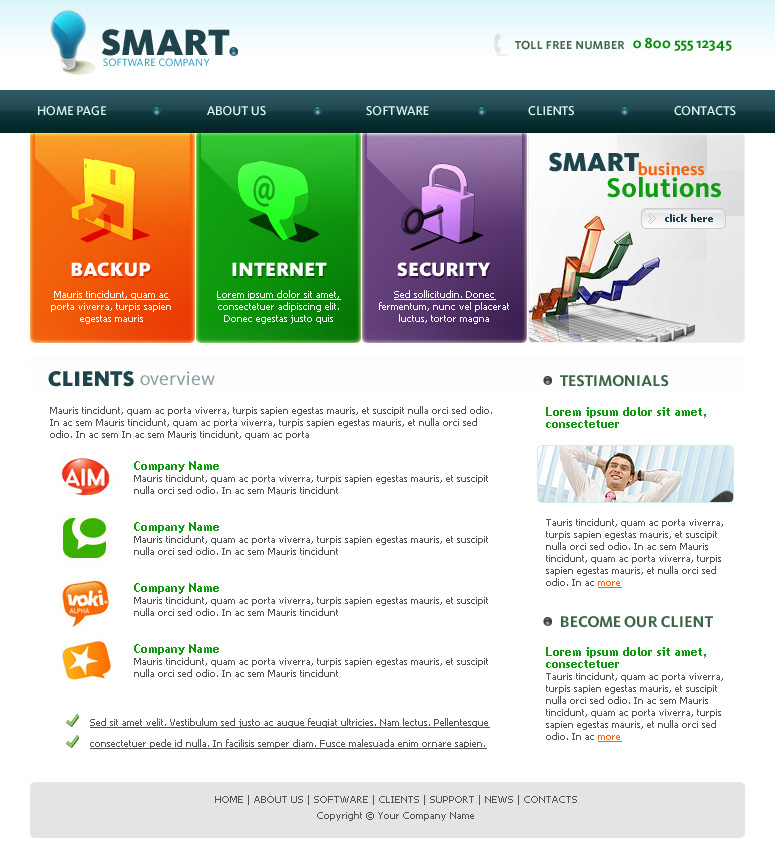 SMART.
SOFTWARE COMPANY
TOLL FREE NUMBER 0 800 555 12345
HOME PAGE
ABOUT US
SOFTWARE
CLIENTS
CONTACTS
@
BACKUP
Mauris tincidunt, quam ac
porta viverra, turpis sapien
egestas mauris
INTERNET
Lorem ipsum dolor sit amet,
consectetuer adipiscing elit.
Donec egestas justo quis
SECURITY
Sed sollicitudin. Donec
fermentum, nunc vel placerat
luctus, tortor magna
SMART business
Solutions
click here
CLIENTS overview
Mauris tincidunt, quam ac porta viverra, turpis sapien egestas mauris, et suscipit nulla orci sed odio.
In ac sem Mauris tincidunt, quam ac porta viverra, turpis sapien egestas mauris, et nulla orci sed
odio. In ac sem In ac sem Mauris tincidunt, quam ac porta
AIM
Company Name
Mauris tincidunt, quam ac porta viverra, turpis sapien egestas mauris, et suscipit
nulla orci sed odio. In ac sem Mauris tincidunt
Company Name
Mauris tincidunt, quam ac porta viverra, turpis sapien egestas mauris, et suscipit
nulla orci sed odio. In ac sem Mauris tincidunt
voki.
ALPHA
Company Name
Mauris tincidunt, quam ac porta viverra, turpis sapien egestas mauris, et suscipit
nulla orci sed odio. In ac sem Mauris tincidunt
Company Name
Mauris tincidunt, quam ac porta viverra, turpis sapien egestas mauris, et suscipit
nulla orci sed odio. In ac sem Mauris tincidunt
Sed sit amet velit. Vestibulum sed justo ac augue feugiat ultricies. Nam lectus. Pellentesque
consectetuer pede id nulla. In facilisis semper diam. Fusce malesuada enim ornare sapien.
TESTIMONIALS
Lorem ipsum dolor sit amet,
consectetuer
Tauris tincidunt, quam ac porta viverra,
turpis sapien egestas mauris, et suscipit
nulla orci sed odio. In ac sem Mauris
tincidunt, quam ac porta viverra, turpis
sapien egestas mauris, et nulla orci sed
odio. In ac more
BECOME OUR CLIENT
Lorem ipsum dolor sit amet,
consectetuer
Tauris tincidunt, quam ac porta viverra,
turpis sapien egestas mauris, et suscipit
nulla orci sed odio. In ac sem Mauris
tincidunt, quam ac porta viverra, turpis
sapien egestas mauris, et nulla orci sed
odio. In ac more
HOME | ABOUT US | SOFTWARE | CLIENTS | SUPPORT | NEWS | CONTACTS
Copyright © Your Company Name